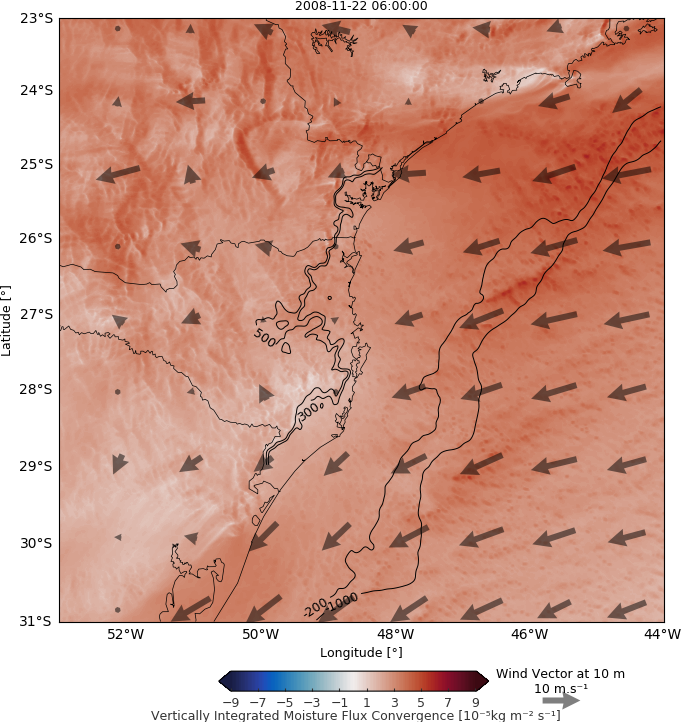 2008-11-22 06:00:00
23°S
24°S
25°S
26°S
27°S
28°S
29°S
30°S
31°S
Latitude [°]
500
300
-200
-1000
52°W 50°W 48°W 46°W 44°W
Longitude [°]
−9 −7 −5 −3 −1 1 3 5 7 9
Wind Vector at 10 m
10 m.s⁻¹
Vertically Integrated Moisture Flux Convergence [10⁻⁵kg m⁻² s⁻¹]